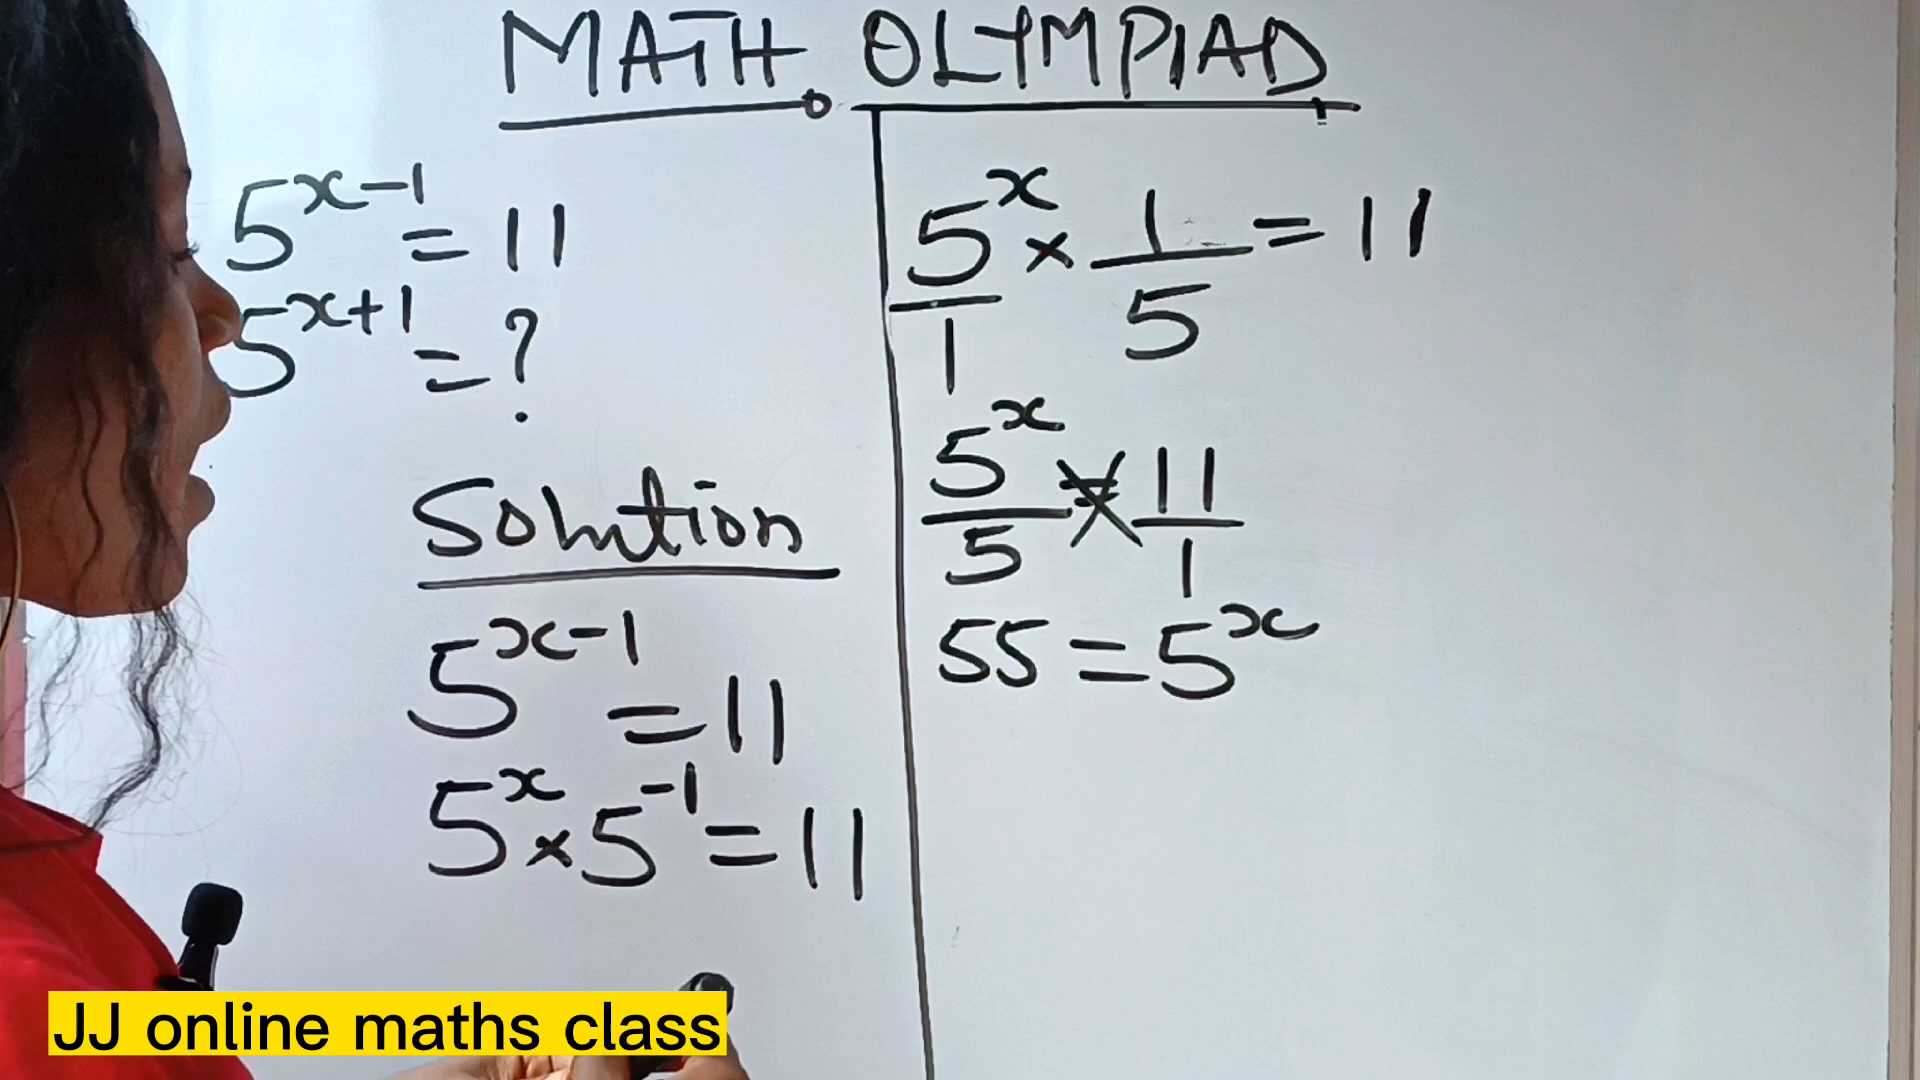 MATH OLYMPIAD
5^{x-1} = 11
5^{x+1} = ?
Solution
5^{x-1} = 11
5^x × 5^{-1} = 11
5^x/1 × 1/5 = 11
5^x/5 = 11/1
55 = 5^x
JJ online maths class